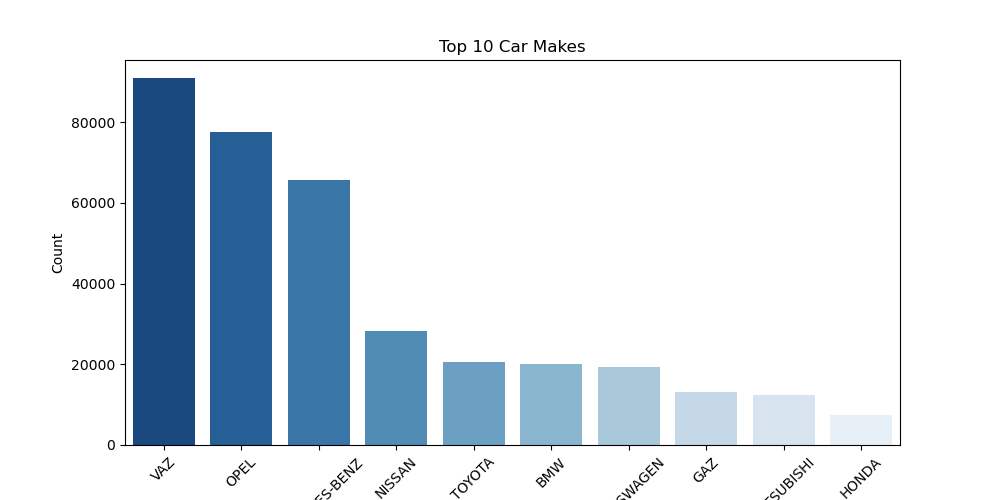 Top 10 Car Makes
Count
80000
60000
40000
20000
0
VAZ
OPEL
ES-BENZ
NISSAN
TOYOTA
BMW
SWAGEN
GAZ
SUBISHI
HONDA